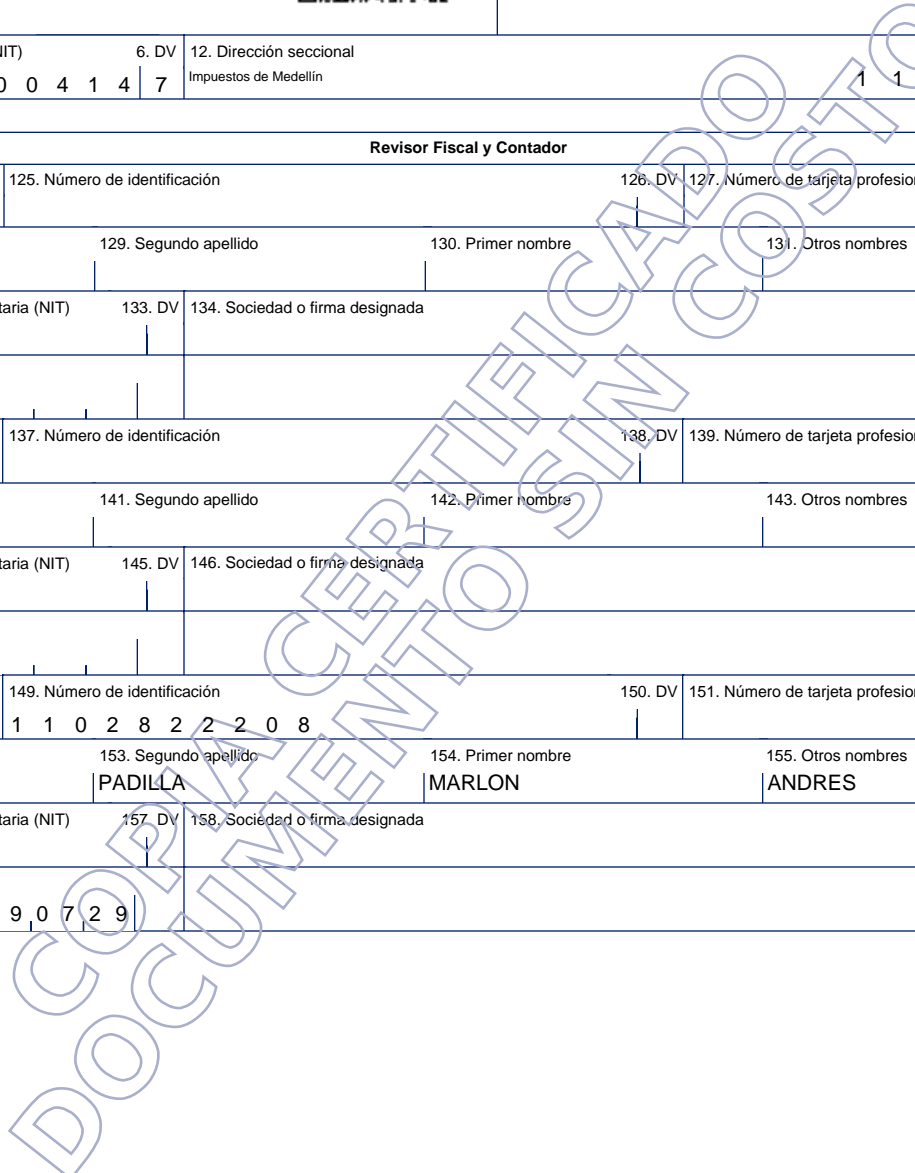 IT) 6. DV 12. Dirección seccional
0 0 4 1 4 7 Impuestos de Medellín 1 1
Revisor Fiscal y Contador
125. Número de identificación 126. DV 127. Número de tarjeta profesio
129. Segundo apellido 130. Primer nombre 131. Otros nombres
taria (NIT) 133. DV 134. Sociedad o firma designada
137. Número de identificación 138. DV 139. Número de tarjeta profesio
141. Segundo apellido 142. Primer nombre 143. Otros nombres
taria (NIT) 145. DV 146. Sociedad o firma designada
149. Número de identificación 150. DV 151. Número de tarjeta profesio
1 1 0 2 8 2 2 2 0 8
153. Segundo apellido 154. Primer nombre 155. Otros nombres
PADILLA MARLON ANDRES
taria (NIT) 157. DV 158. Sociedad o firma designada
9 0 7 2 9
COPIA CERTIFICADO
DOCUMENTO SIN COSTO